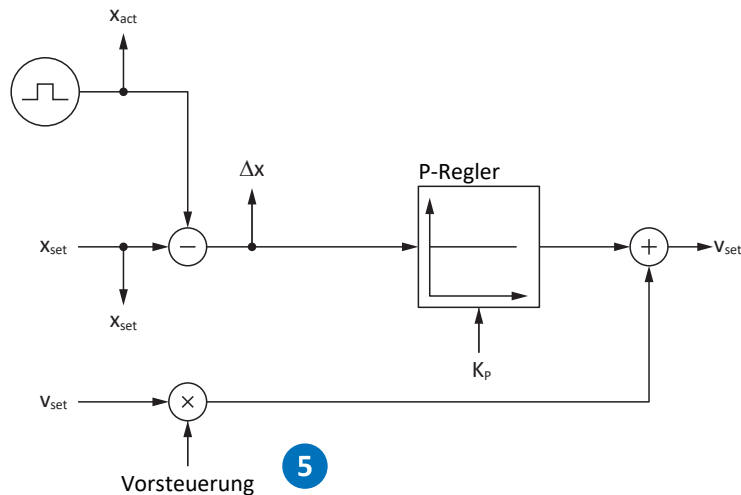 xact
Δx
P-Regler
xset
vset
xset
KP
vset
Vorsteuerung
5